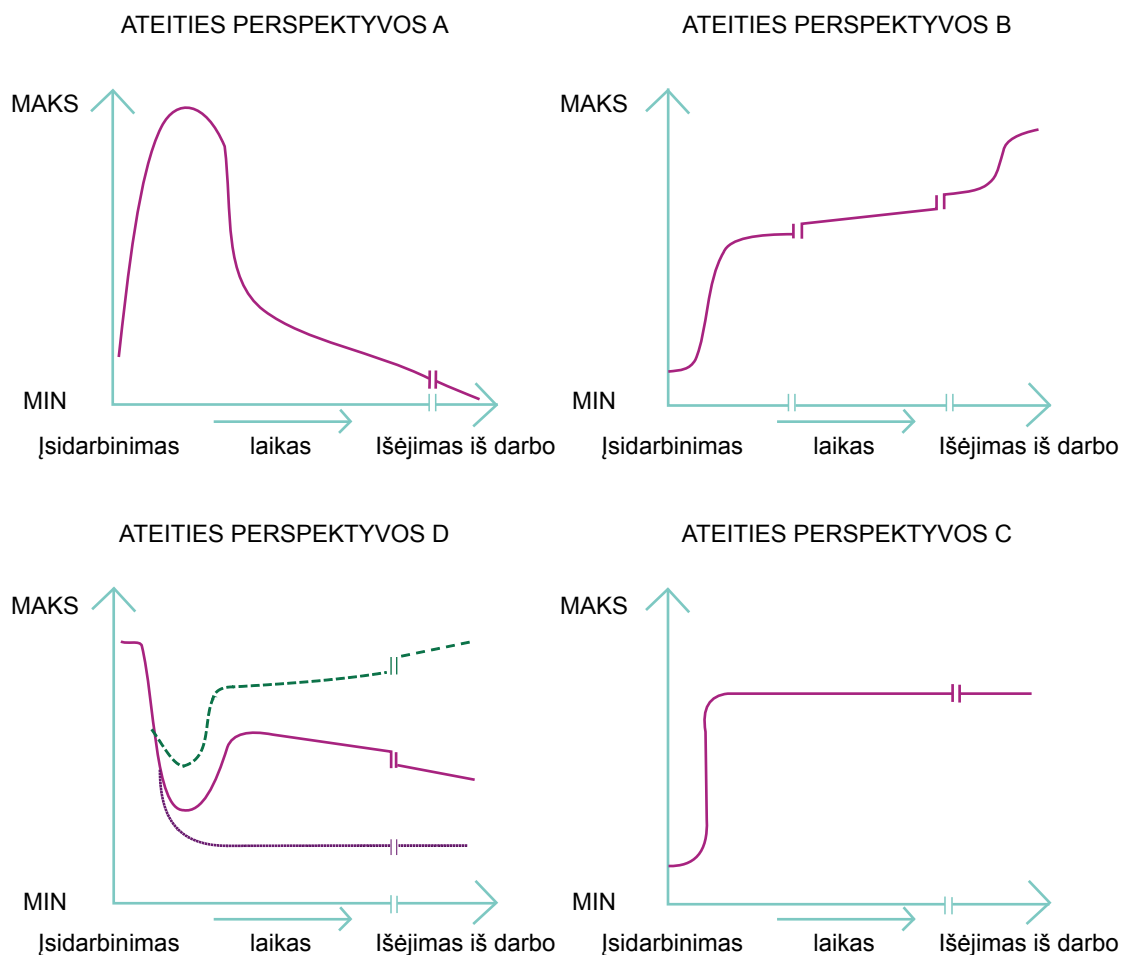 ATEITIES PERSPEKTYVOS A
MAKS
MIN
Įsidarbinimas laikas Išėjimas iš darbo
ATEITIES PERSPEKTYVOS B
MAKS
MIN
Įsidarbinimas laikas Išėjimas iš darbo
ATEITIES PERSPEKTYVOS D
MAKS
MIN
Įsidarbinimas laikas Išėjimas iš darbo
ATEITIES PERSPEKTYVOS C
MAKS
MIN
Įsidarbinimas laikas Išėjimas iš darbo